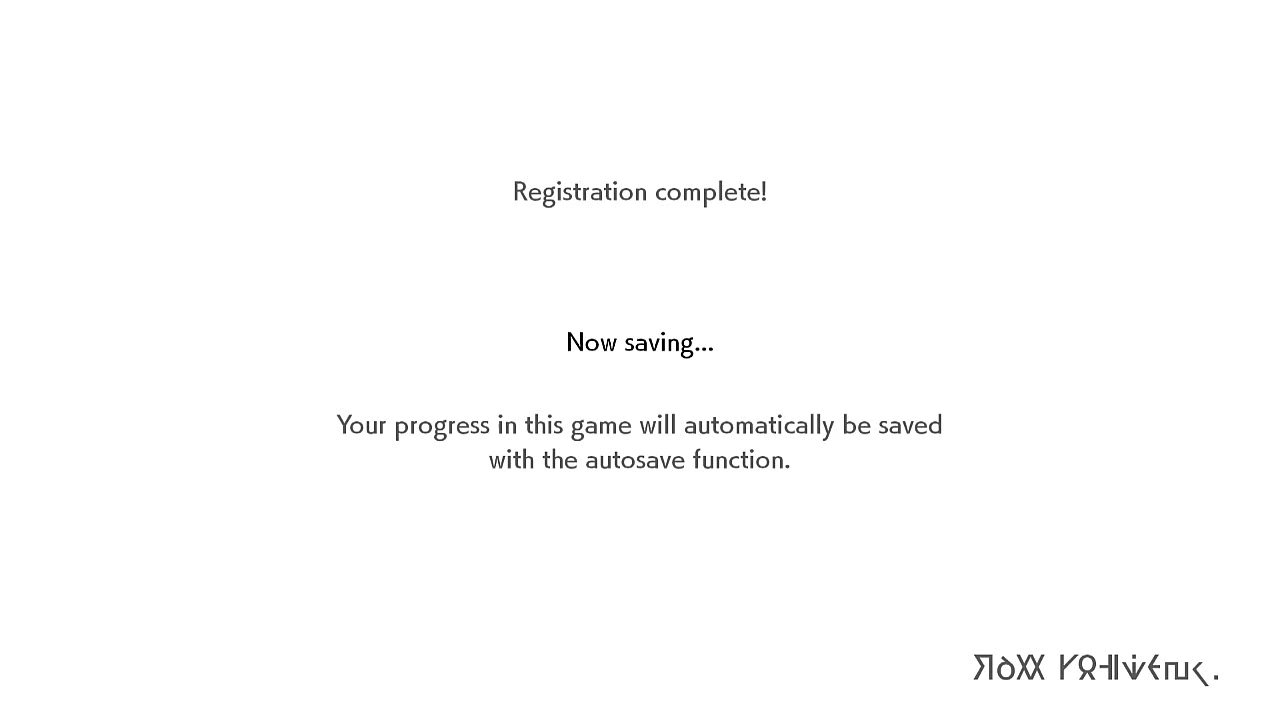 Registration complete!
Now saving...
Your progress in this game will automatically be saved
with the autosave function.